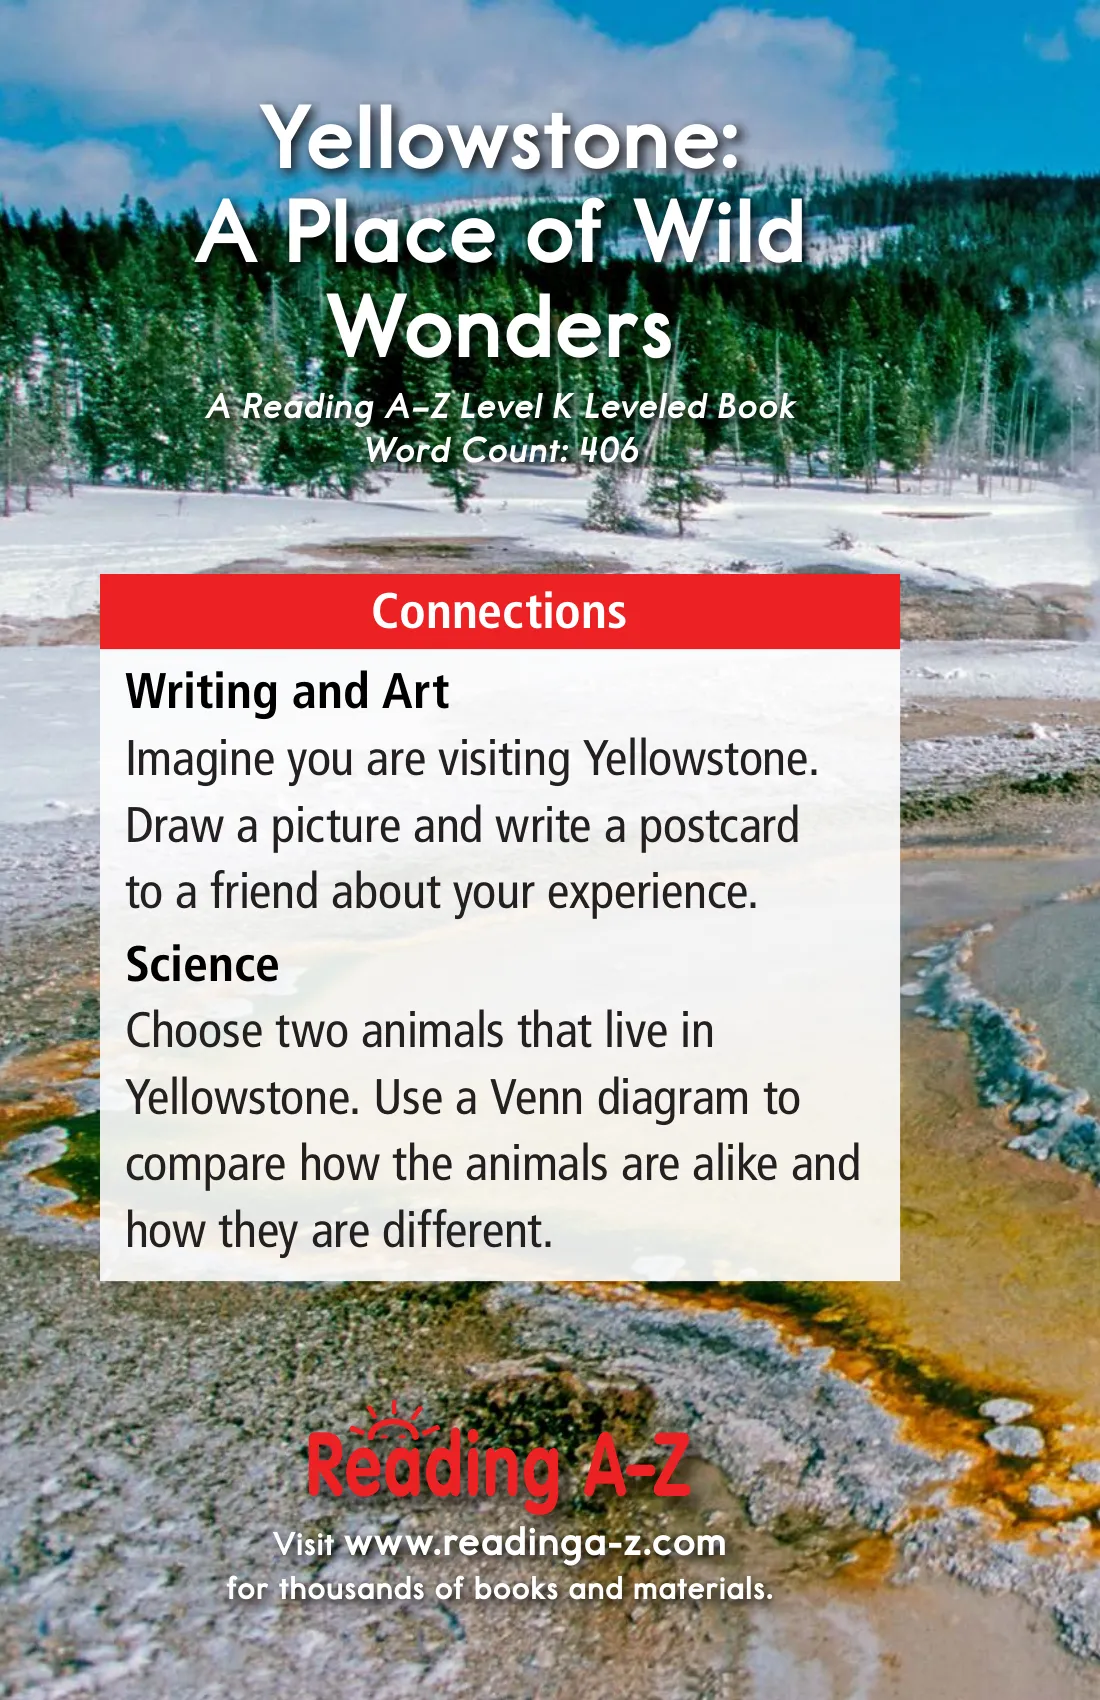 Yellowstone:
A Place of Wild
Wonders
A Reading A–Z Level K Leveled Book
Word Count: 406
Connections
Writing and Art
Imagine you are visiting Yellowstone.
Draw a picture and write a postcard
to a friend about your experience.
Science
Choose two animals that live in
Yellowstone. Use a Venn diagram to
compare how the animals are alike and
how they are different.
Reading A-Z
Visit www.readinga-z.com
for thousands of books and materials.